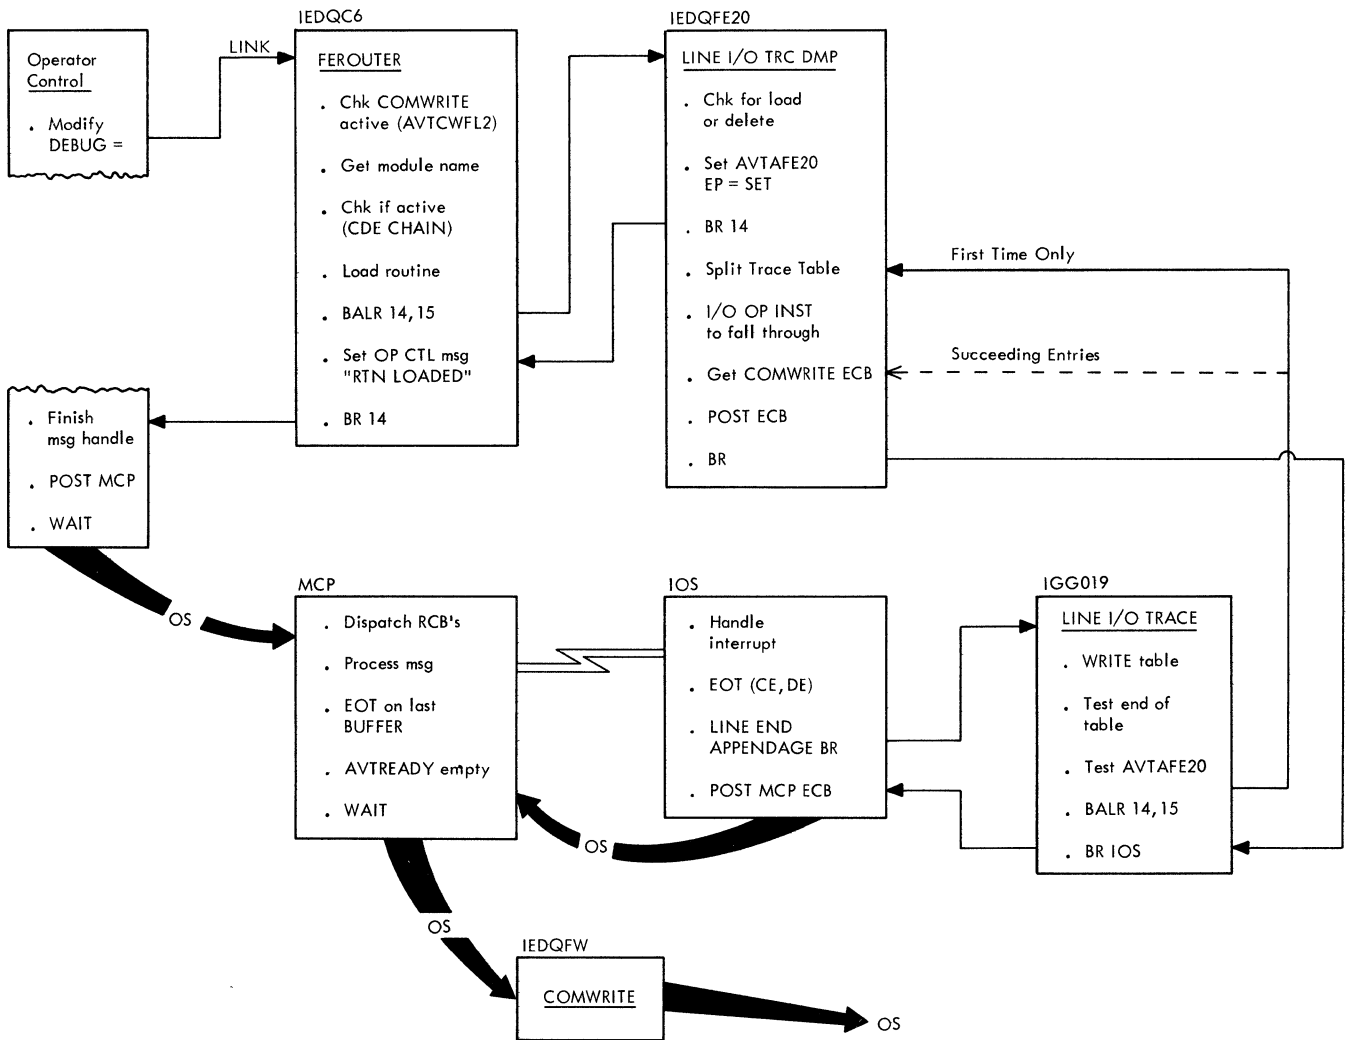 Operator
Control
. Modify
DEBUG =
LINK
IEDQC6
FEROUTER
. Chk COMWRITE
active (AVTCWFL2)
. Get module name
. Chk if active
(CDE CHAIN)
. Load routine
. BALR 14,15
. Set OP CTL msg
"RTN LOADED"
. BR 14
IEDQFE20
LINE I/O TRC DMP
. Chk for load
or delete
. Set AVTAFE20
EP = SET
. BR 14
. Split Trace Table
. I/O OP INST
to fall through
. Get COMWRITE ECB
. POST ECB
. BR
First Time Only
Succeeding Entries
. Finish
msg handle
. POST MCP
. WAIT
OS
MCP
. Dispatch RCB's
. Process msg
. EOT on last
BUFFER
. AVTREADY empty
. WAIT
IOS
. Handle
interrupt
. EOT (CE,DE)
. LINE END
APPENDAGE BR
. POST MCP ECB
IGG019
LINE I/O TRACE
. WRITE table
. Test end of
table
. Test AVTAFE20
. BALR 14,15
. BR IOS
OS
OS
IEDQFW
COMWRITE
OS